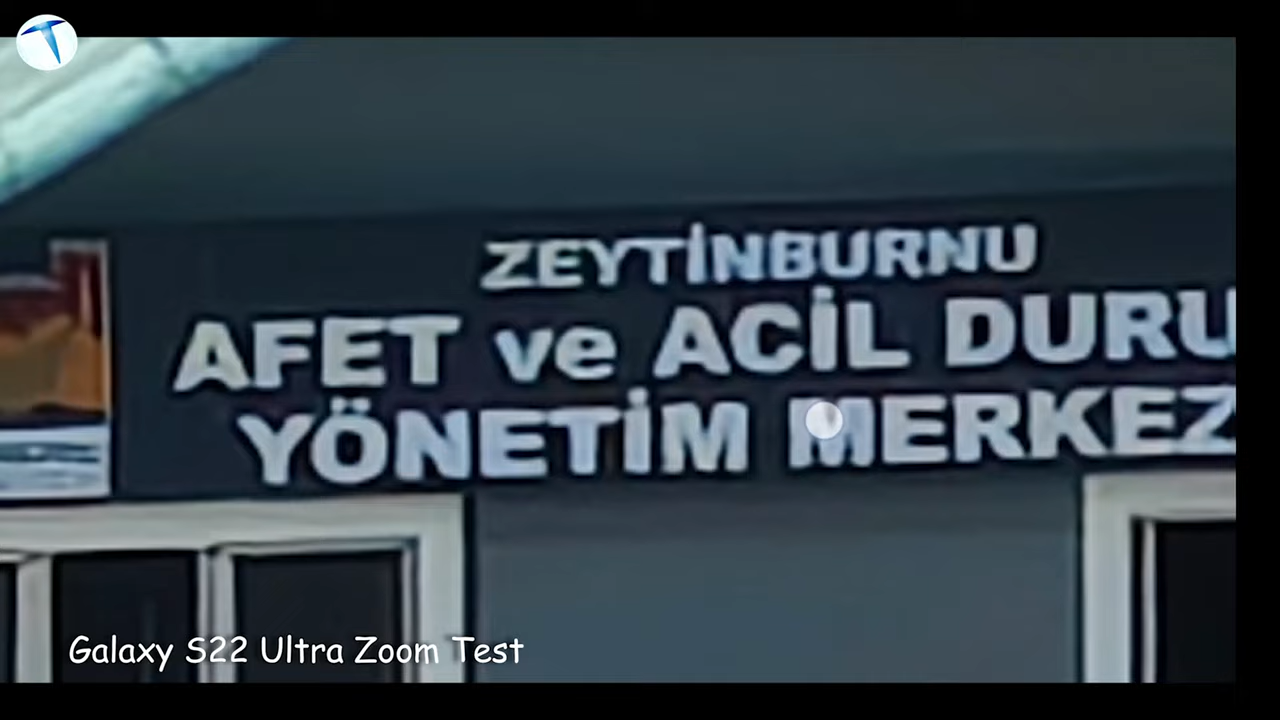 ZEYTİNBURNU
AFET ve ACİL DURU
YÖNETİM MERKEZ
Galaxy S22 Ultra Zoom Test